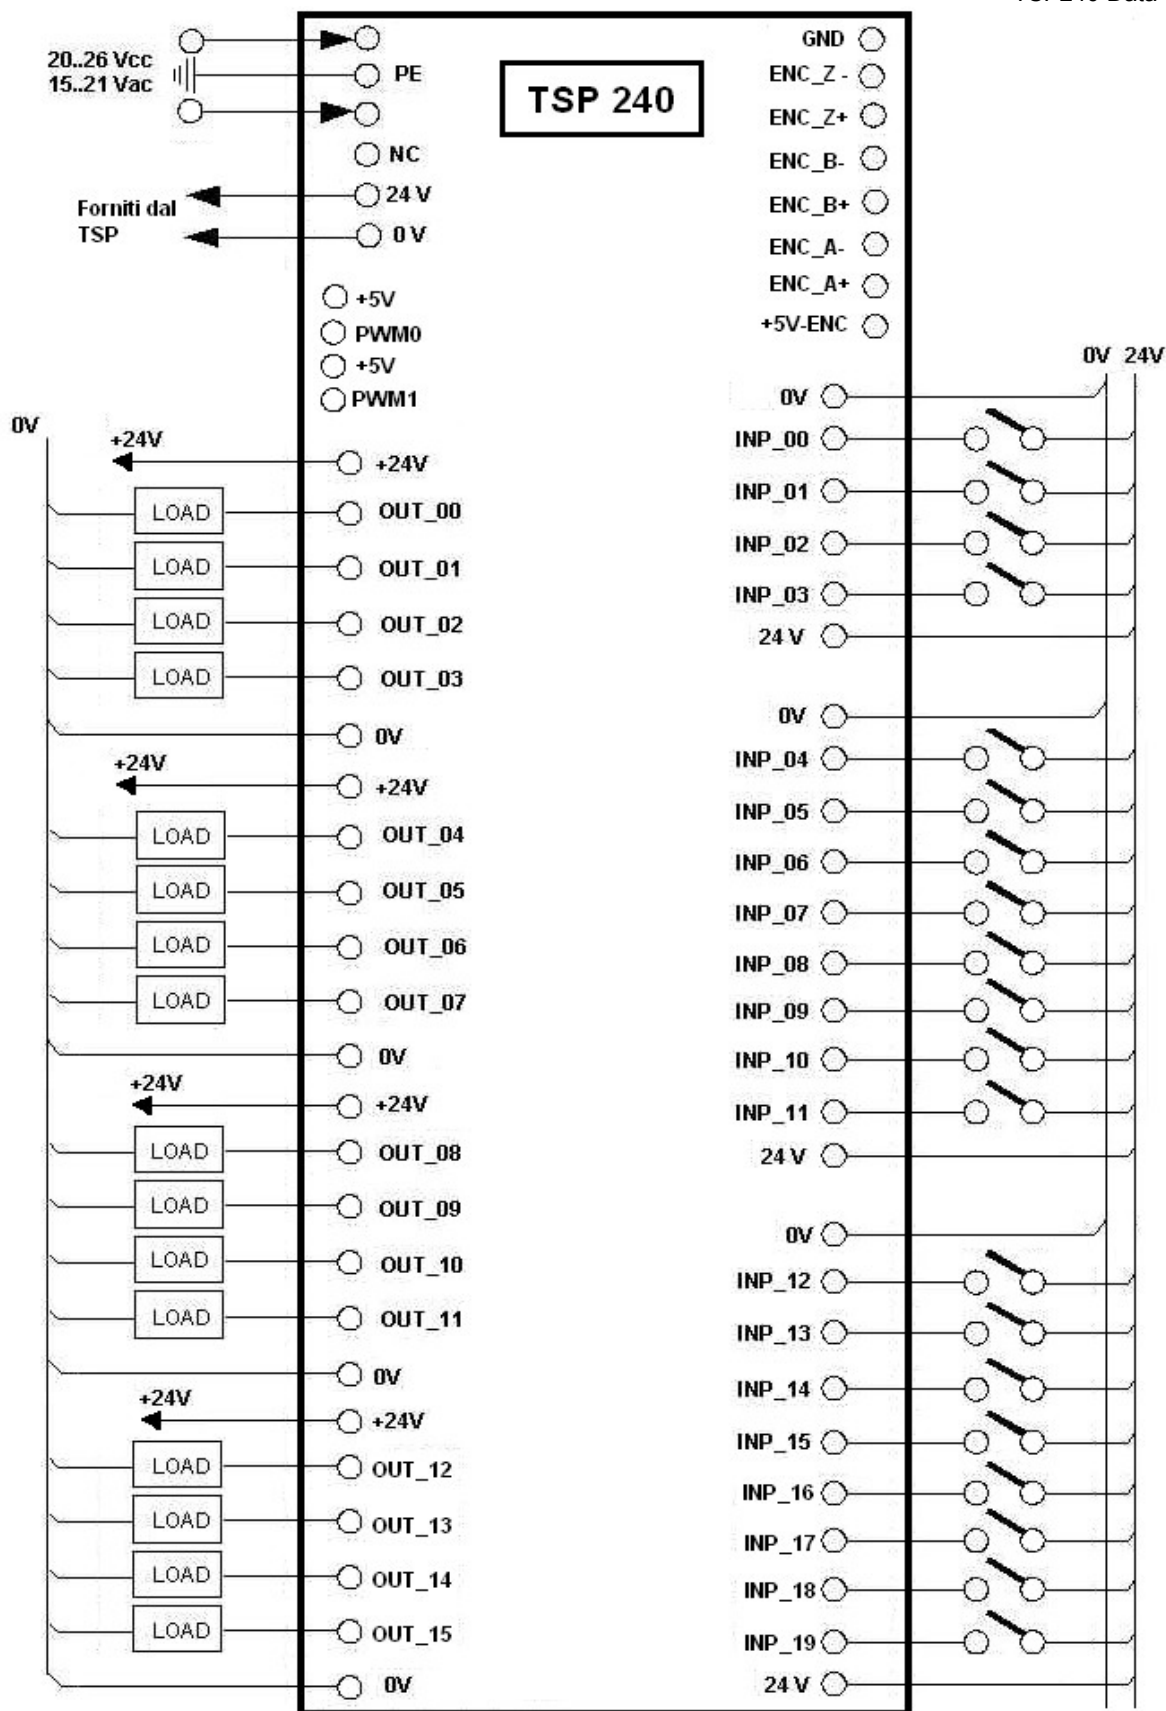 20..26 Vcc
15..21 Vac
PE
NC
24 V
0 V
Forniti dal
TSP
TSP 240
GND
ENC_Z -
ENC_Z+
ENC_B-
ENC_B+
ENC_A-
ENC_A+
+5V-ENC
+5V
PWM0
+5V
PWM1
0V
+24V
+24V
LOAD OUT_00
LOAD OUT_01
LOAD OUT_02
LOAD OUT_03
0V
+24V
+24V
LOAD OUT_04
LOAD OUT_05
LOAD OUT_06
LOAD OUT_07
0V
+24V
+24V
LOAD OUT_08
LOAD OUT_09
LOAD OUT_10
LOAD OUT_11
0V
+24V
+24V
LOAD OUT_12
LOAD OUT_13
LOAD OUT_14
LOAD OUT_15
0V
0V 24V
0V
INP_00
INP_01
INP_02
INP_03
24 V
0V
INP_04
INP_05
INP_06
INP_07
INP_08
INP_09
INP_10
INP_11
24 V
0V
INP_12
INP_13
INP_14
INP_15
INP_16
INP_17
INP_18
INP_19
24 V